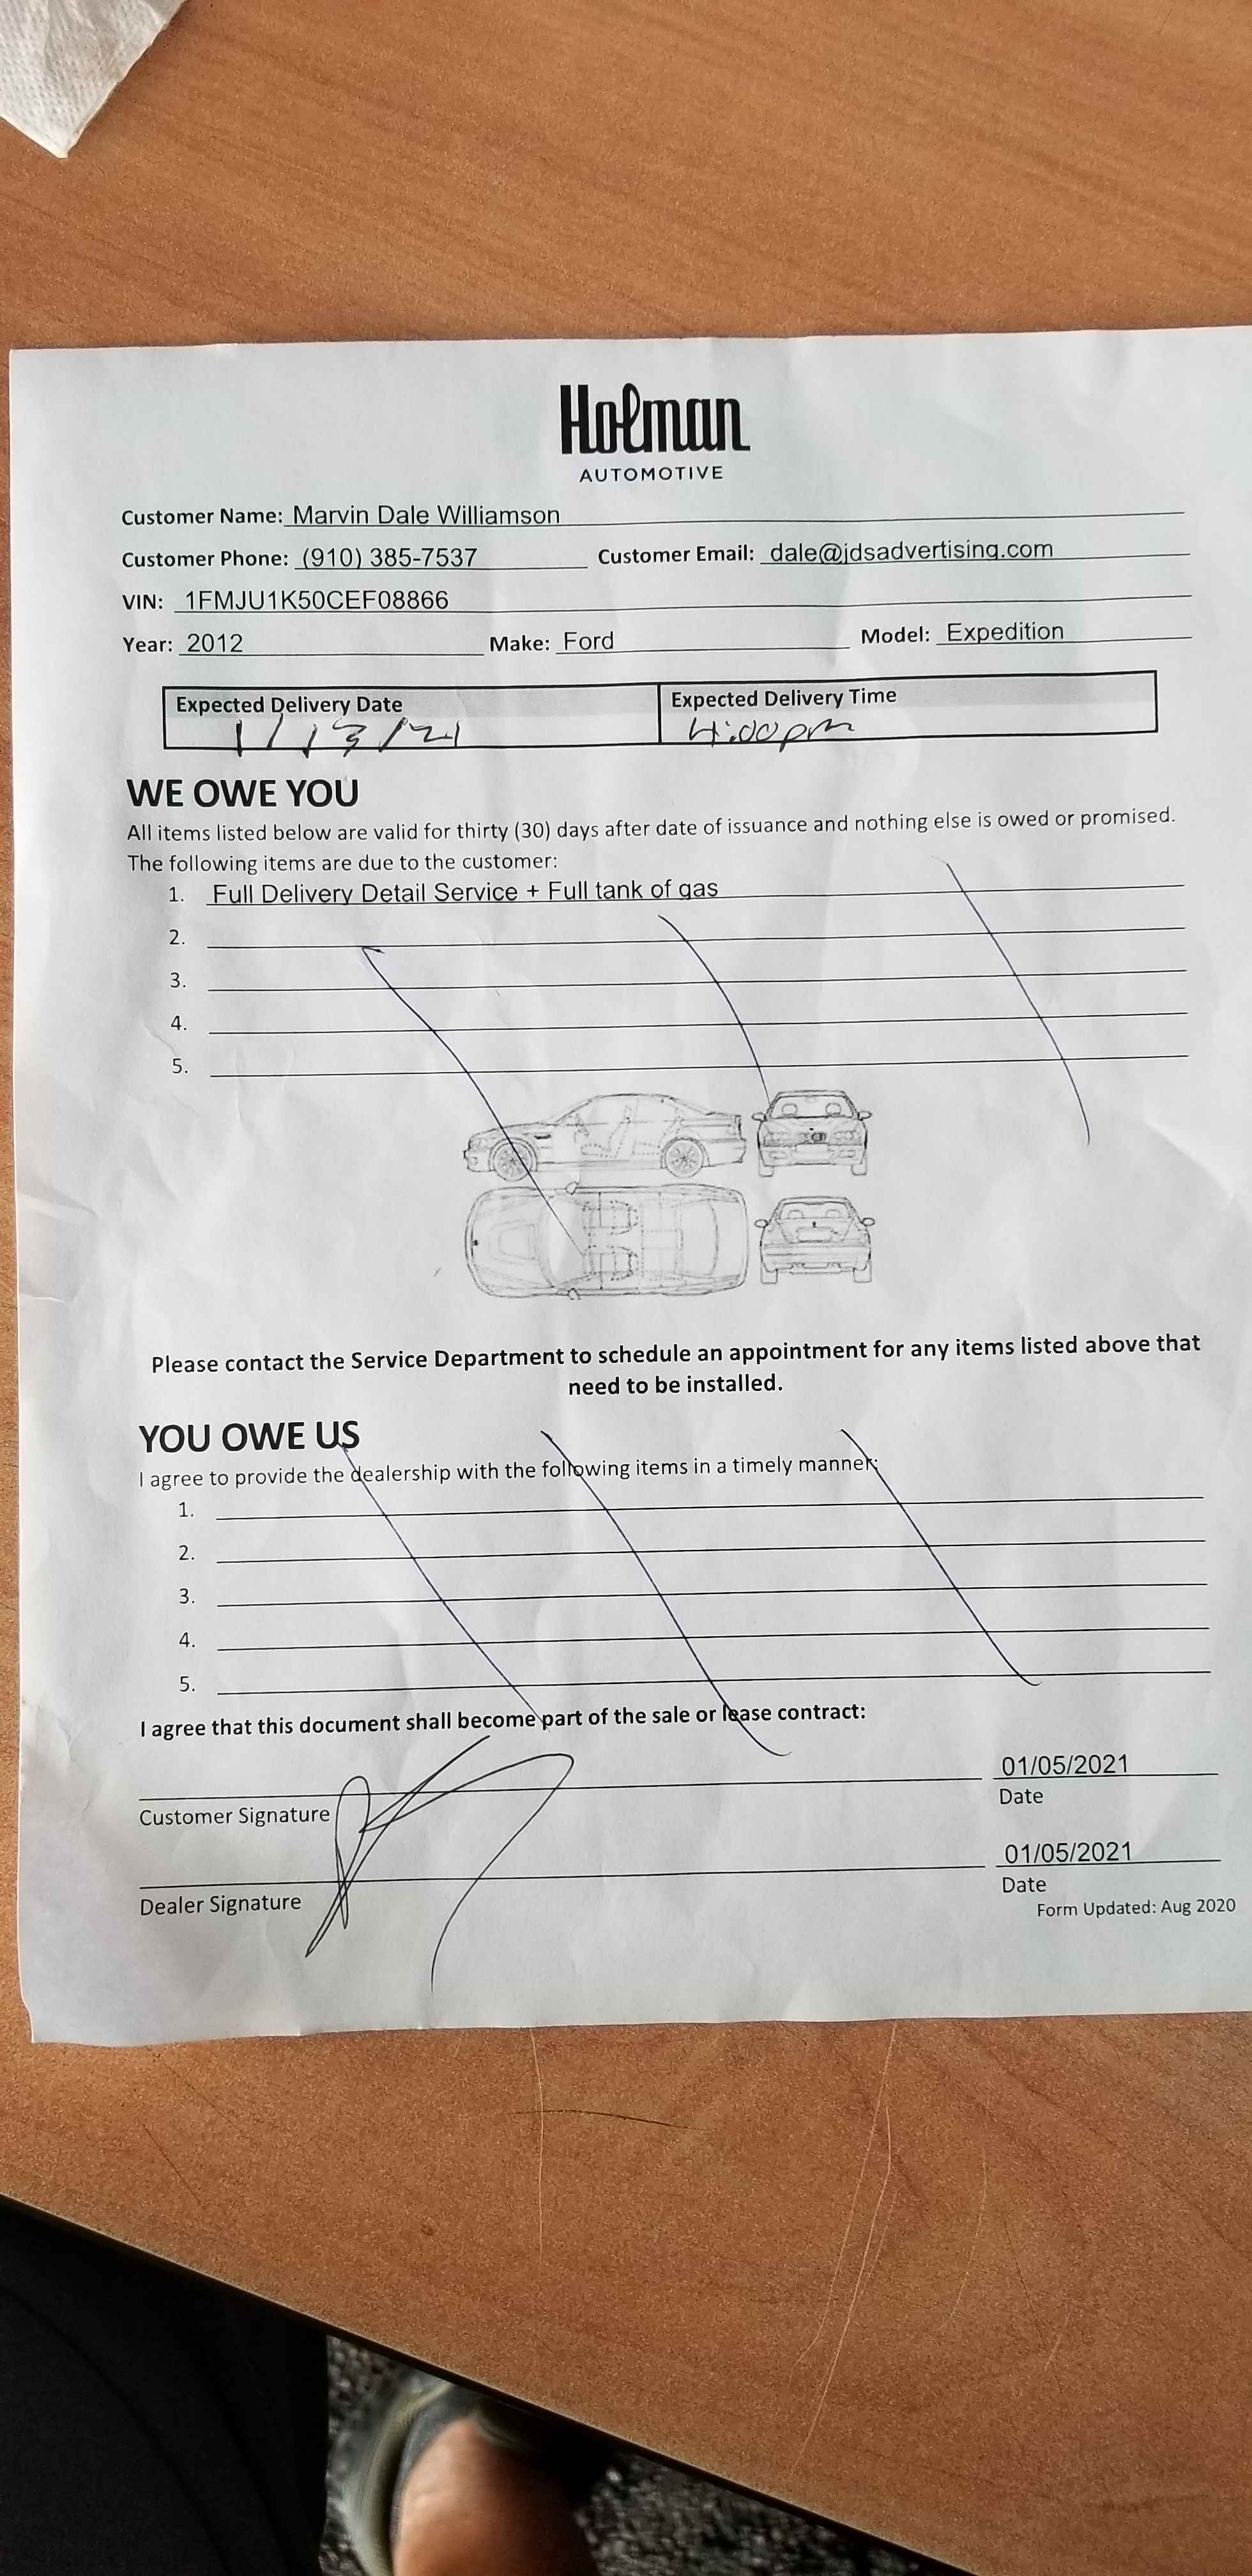 Holman
AUTOMOTIVE
Customer Name: Marvin Dale Williamson
Customer Phone: (910) 385-7537 Customer Email: dale@jdsadvertising.com
VIN: 1FMJU1K50CEF08866
Year: 2012 Make: Ford Model: Expedition
Expected Delivery Date Expected Delivery Time
1/13/21 4:00pm
WE OWE YOU
All items listed below are valid for thirty (30) days after date of issuance and nothing else is owed or promised.
The following items are due to the customer:
1. Full Delivery Detail Service + Full tank of gas
2.
3.
4.
5.
Please contact the Service Department to schedule an appointment for any items listed above that
need to be installed.
YOU OWE US
I agree to provide the dealership with the following items in a timely manner:
1.
2.
3.
4.
5.
I agree that this document shall become part of the sale or lease contract:
01/05/2021
Customer Signature Date
01/05/2021
Dealer Signature Date
Form Updated: Aug 2020